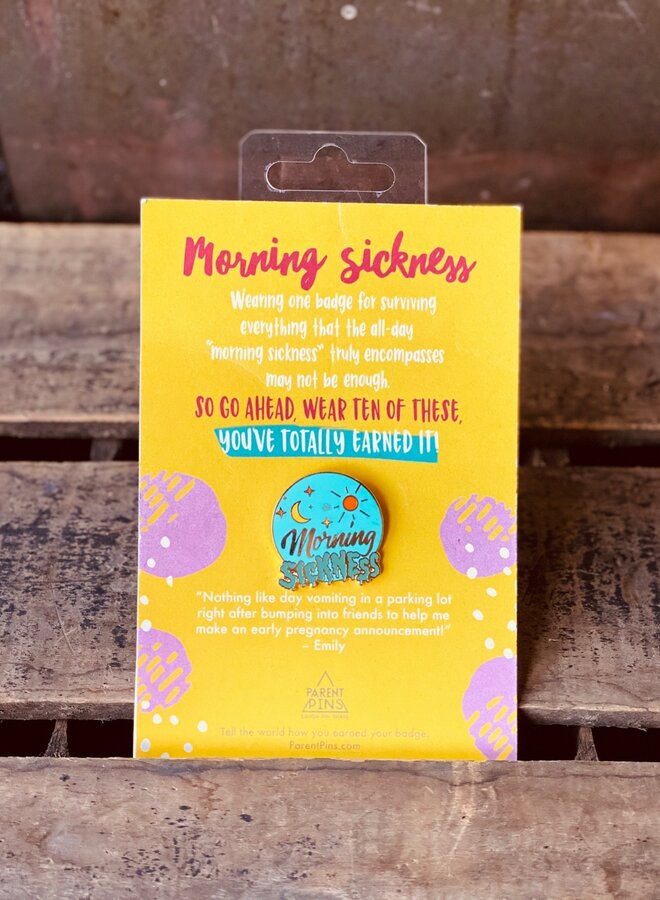 Morning sickness
Wearing one badge for surviving
everything that the all-day
"morning sickness" truly encompasses
may not be enough.
SO GO AHEAD, WEAR TEN OF THESE,
YOU'VE TOTALLY EARNED IT!
Morning
SICKNESS
"Nothing like day vomiting in a parking lot
right after bumping into friends to help me
make an early pregnancy announcement!"
– Emily
PARENT
PINS
Tell the world how you earned your badge.
ParentPins.com